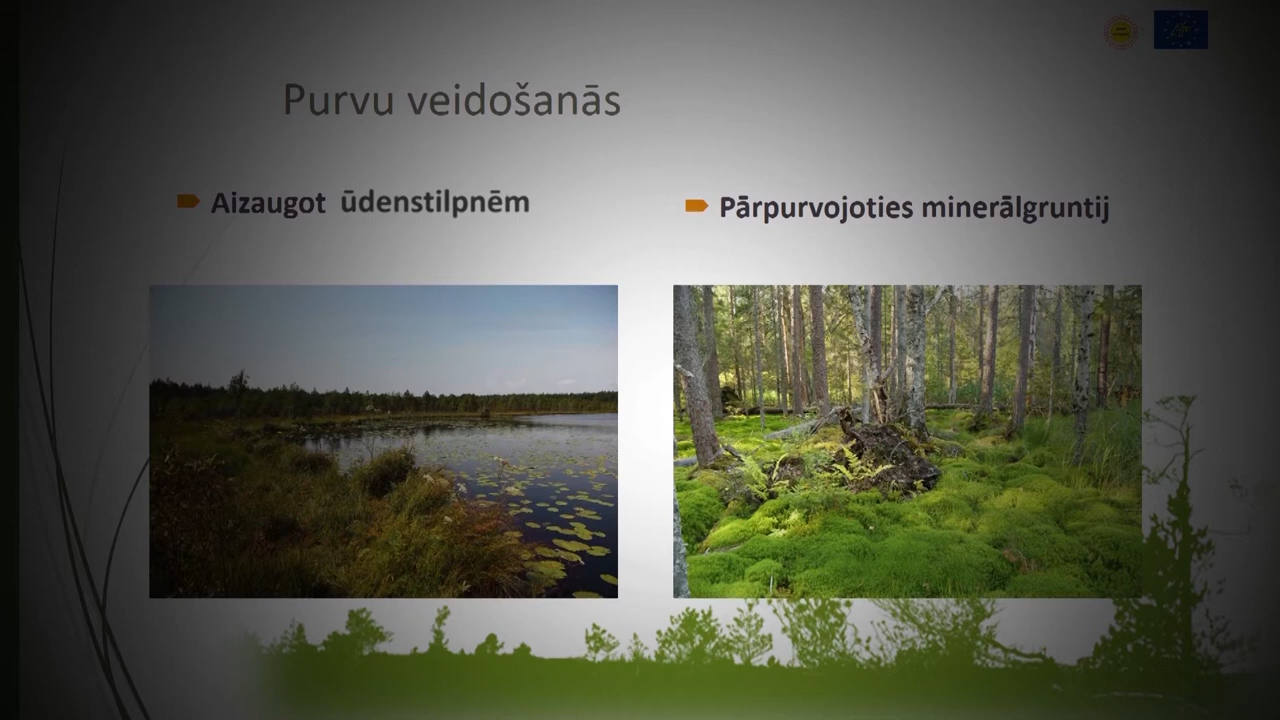 Purvu veidošanās
Aizaugot ūdenstilpnēm
Pārpurvojoties minerālgruntij